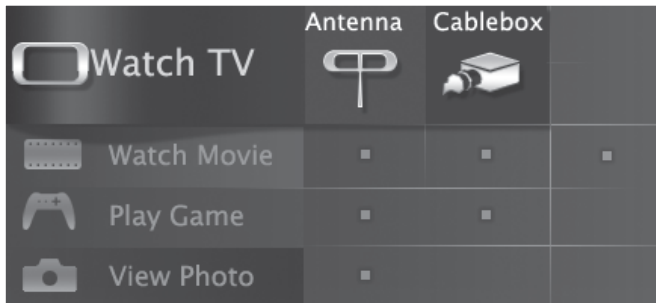 Antenna Cablebox
Watch TV
Watch Movie
Play Game
View Photo